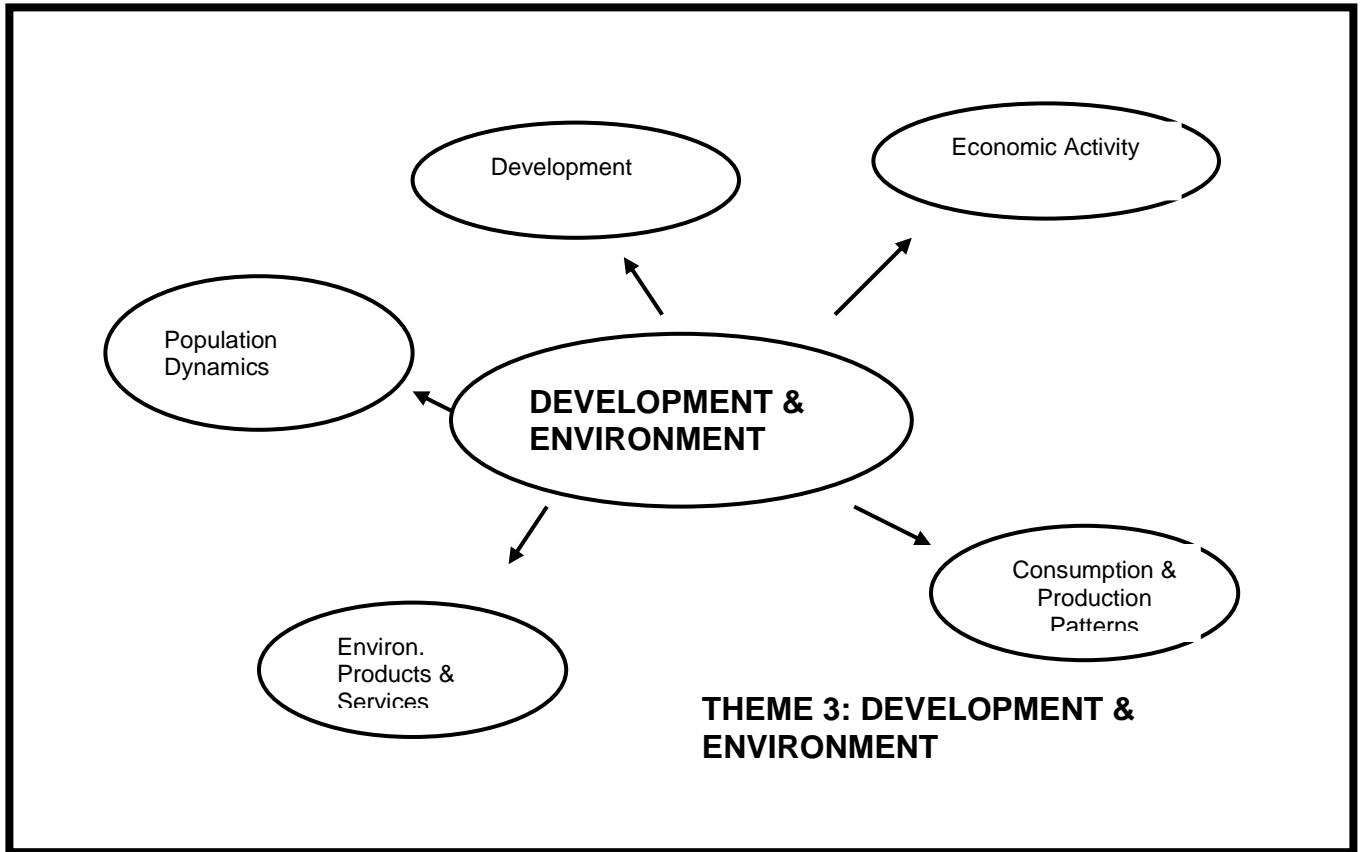 Development
Economic Activity
Population
Dynamics
DEVELOPMENT &
ENVIRONMENT
Consumption &
Production
Patterns
Environ.
Products &
Services
THEME 3: DEVELOPMENT &
ENVIRONMENT